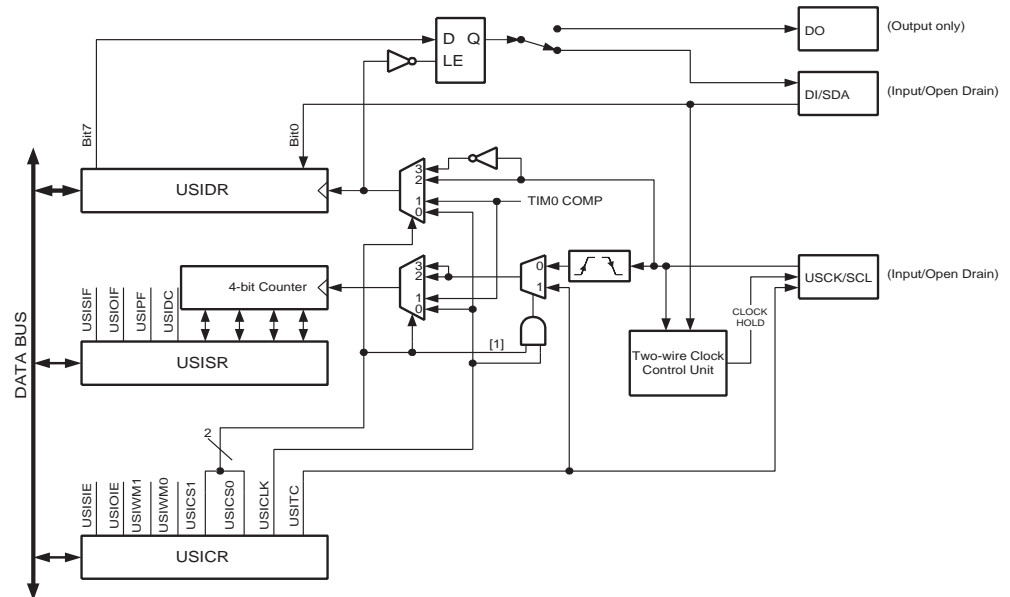 D Q
LE
DO
(Output only)
DI/SDA
(Input/Open Drain)
Bit7
Bit0
USIDR
3
2
1
0
TIM0 COMP
4-bit Counter
3
2
1
0
0
1
USCK/SCL
(Input/Open Drain)
CLOCK
HOLD
USISIF
USIOIF
USIPF
USIDC
USISR
[1]
Two-wire Clock
Control Unit
DATA BUS
2
USISIE
USIOIE
USIWM1
USIWM0
USICS1
USICS0
USICLK
USITC
USICR